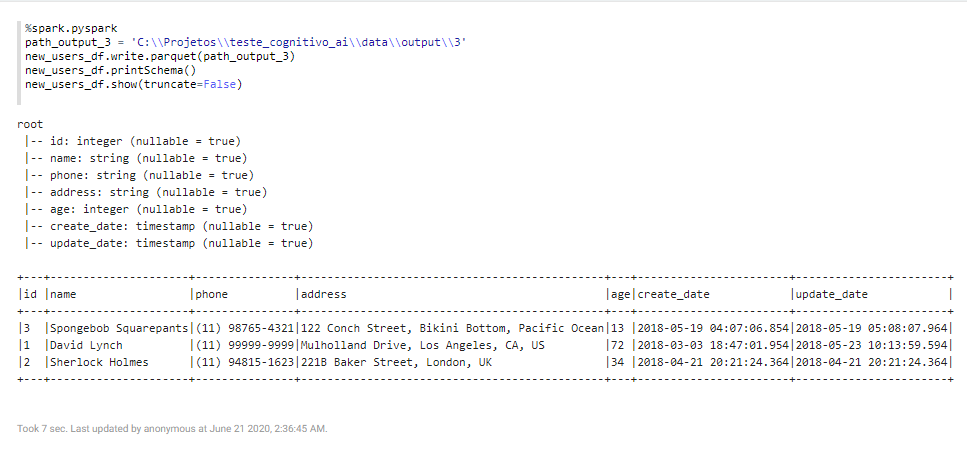 %spark.pyspark
path_output_3 = 'C:\\Projetos\\teste_cognitivo_ai\\data\\output\\3'
new_users_df.write.parquet(path_output_3)
new_users_df.printSchema()
new_users_df.show(truncate=False)
root
 |-- id: integer (nullable = true)
 |-- name: string (nullable = true)
 |-- phone: string (nullable = true)
 |-- address: string (nullable = true)
 |-- age: integer (nullable = true)
 |-- create_date: timestamp (nullable = true)
 |-- update_date: timestamp (nullable = true)
+---+---------------------+---------------+----------------------------------------------+---+-----------------------+-----------------------+
|id |name                 |phone          |address                                       |age|create_date            |update_date            |
+---+---------------------+---------------+----------------------------------------------+---+-----------------------+-----------------------+
|3  |Spongebob Squarepants|(11) 98765-4321|122 Conch Street, Bikini Bottom, Pacific Ocean|13 |2018-05-19 04:07:06.854|2018-05-19 05:08:07.964|
|1  |David Lynch          |(11) 99999-9999|Mulholland Drive, Los Angeles, CA, US         |72 |2018-03-03 18:47:01.954|2018-05-23 10:13:59.594|
|2  |Sherlock Holmes      |(11) 94815-1623|221B Baker Street, London, UK                 |34 |2018-04-21 20:21:24.364|2018-04-21 20:21:24.364|
+---+---------------------+---------------+----------------------------------------------+---+-----------------------+-----------------------+
Took 7 sec. Last updated by anonymous at June 21 2020, 2:36:45 AM.